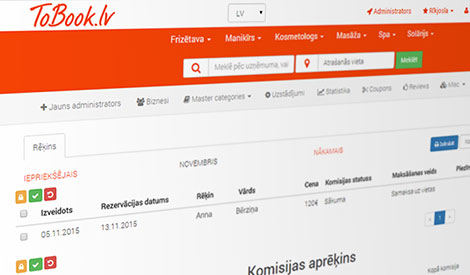 ToBook.lv
LV
Administrators Rīkjosla
Frizētava Manikīrs Kosmetologs Masāža Spa Solārijs
Meklē pēc uzņēmuma, vai Atrašanās vieta Meklēt
Jauns administrators Biznesi Master categories Uzstādījumi Statistika Coupons Reviews Misc
Rēķins
IEPRIEKŠĒJAIS NOVEMBRIS NĀKAMAIS
Izveidots Rezervācijas datums Rēķin Vārds Cena Komisijas statuss Maksāšanas veids
05.11.2015 13.11.2015 Anna Bērziņa 120€ Sākuma Samaksa uz vietas
« 1 »
Komisijas aprēķins
Kopā komisija